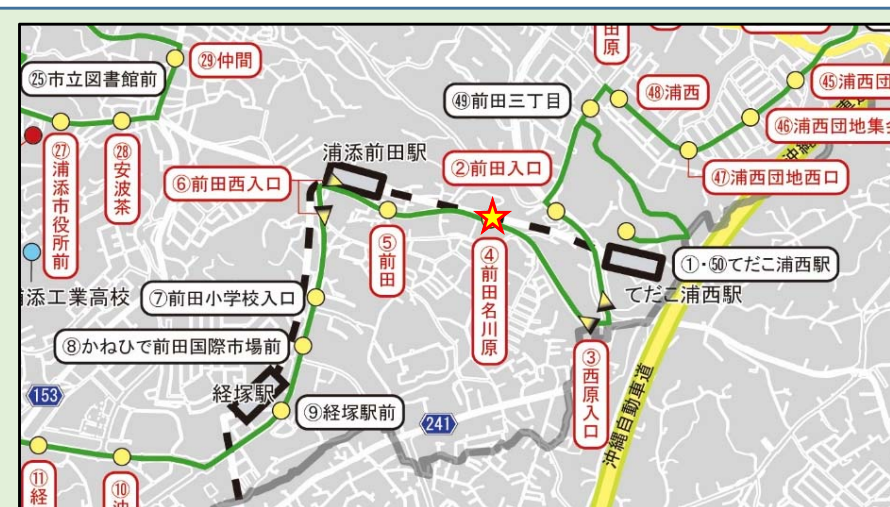 田原
㉙仲間
㉕市立図書館前
㊺浦西団
㊾前田三丁目
㊽浦西
㊻浦西団地集会
浦添前田駅
②前田入口
㊼浦西団地西口
㉗浦添市役所前
㉘安波茶
⑥前田西入口
⑤前田
④前田名川原
①・㊿てだこ浦西駅
てだこ浦西駅
添工業高校
⑦前田小学校入口
⑧かねひで前田国際市場前
③西原入口
沖縄自動車道
153
経塚駅
⑨経塚駅前
241
⑪経
⑩沖